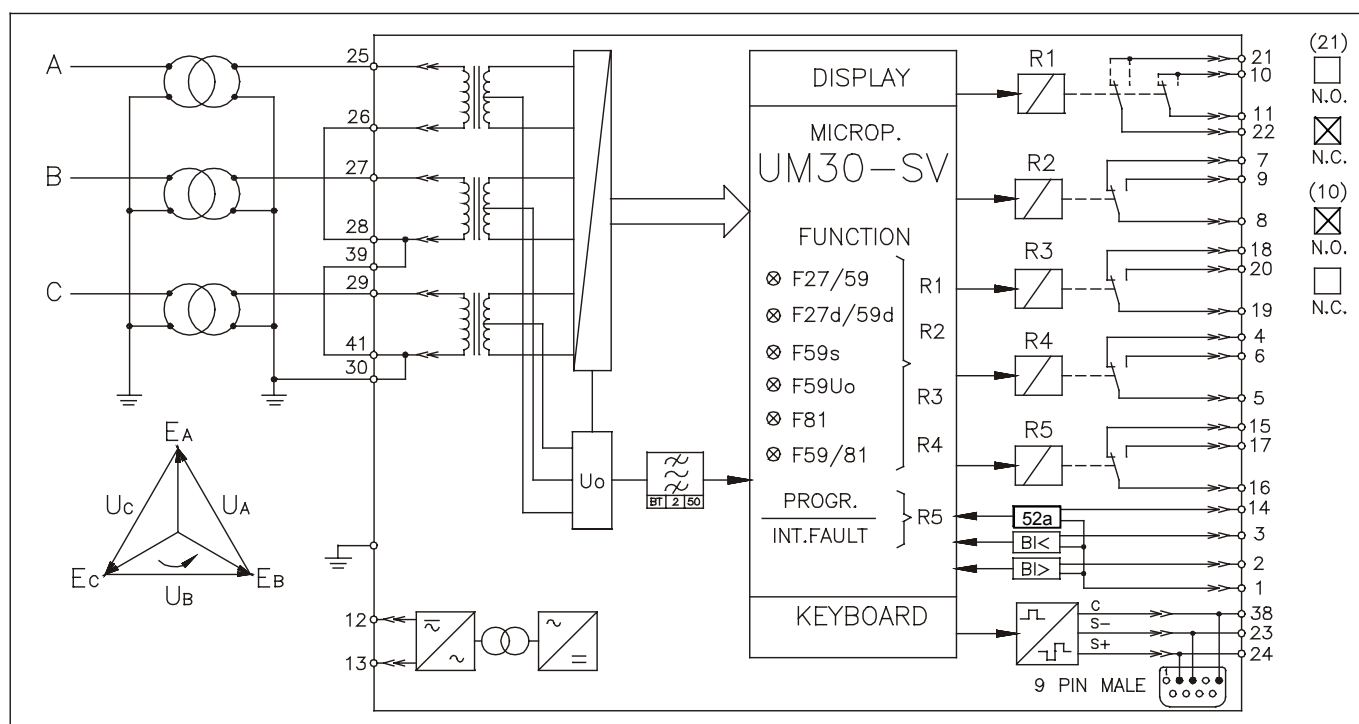 A
B
C
25
26
27
28
39
29
41
30
12
13
EA
UC
UA
EC
EB
UB
Uo
BT 2 50
DISPLAY
MICROP.
UM30-SV
FUNCTION
F27/59
F27d/59d
F59s
F59Uo
F81
F59/81
R1
R2
R3
R4
PROGR.
INT.FAULT
R5
KEYBOARD
R1
R2
R3
R4
R5
52a
BI<
BI>
C
S-
S+
9 PIN MALE
1
21
10
11
22
7
9
8
18
20
19
4
6
5
15
17
16
14
3
2
1
38
23
24
(21)
N.O.
N.C.
(10)
N.O.
N.C.